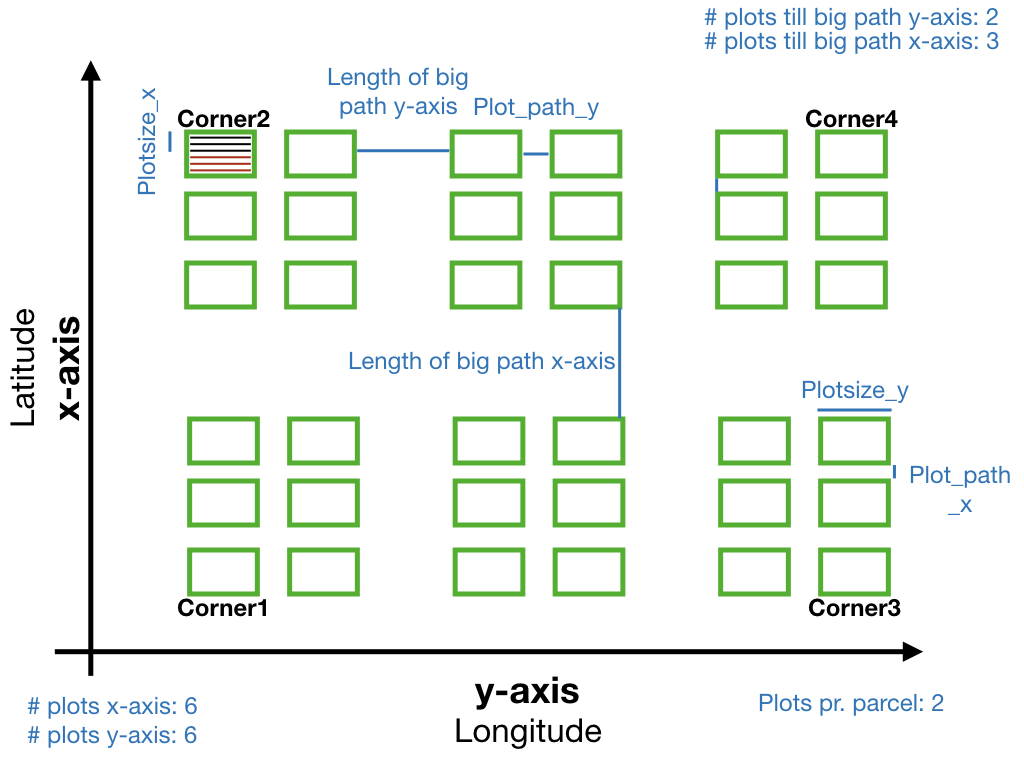 # plots till big path y-axis: 2
# plots till big path x-axis: 3
Length of big
path y-axis
Plot_path_y
Plotsize_x
Corner2
Corner4
Latitude
x-axis
Length of big path x-axis
Plotsize_y
Plot_path
_x
Corner1
Corner3
y-axis
Longitude
# plots x-axis: 6
# plots y-axis: 6
Plots pr. parcel: 2